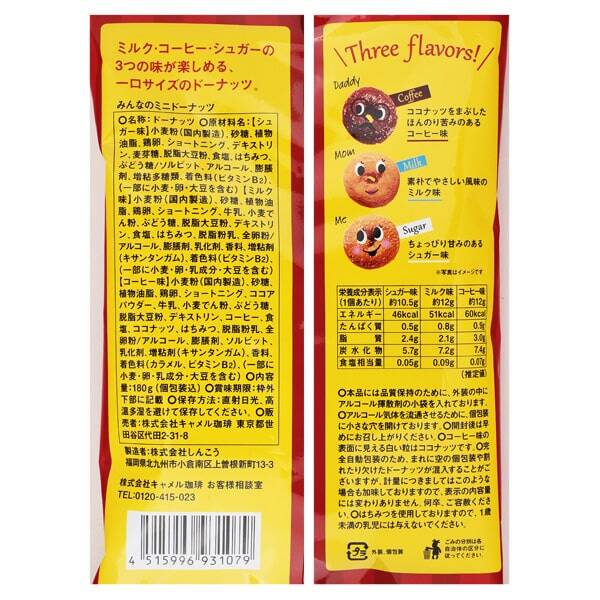 ミルク・コーヒー・シュガーの
3つの味が楽しめる、
一口サイズのドーナッツ。
みんなのミニドーナッツ
○名称：ドーナッツ ○原材料名：【シュ
ガー味】小麦粉(国内製造)、砂糖、植物
油脂、鶏卵、ショートニング、デキストリ
ン、麦芽糖、脱脂大豆粉、食塩、はちみつ、
ぶどう糖/ソルビット、アルコール、膨脹
剤、増粘多糖類、着色料(ビタミンB₂)、
(一部に小麦・卵・大豆を含む)【ミルク
味】小麦粉(国内製造)、砂糖、植物油
脂、鶏卵、ショートニング、牛乳、小麦でん
粉、ぶどう糖、脱脂大豆粉、デキストリ
ン、食塩、はちみつ、脱脂粉乳、全卵粉/
アルコール、膨脹剤、乳化剤、香料、増粘剤
(キサンタンガム)、着色料(ビタミンB₂)、
(一部に小麦・卵・乳成分・大豆を含む)
【コーヒー味】小麦粉(国内製造)、砂糖、
植物油脂、鶏卵、ショートニング、ココア
パウダー、牛乳、小麦でん粉、ぶどう糖、
脱脂大豆粉、デキストリン、コーヒー、食
塩、ココナッツ、はちみつ、脱脂粉乳、全
卵粉/アルコール、膨脹剤、ソルビット、
乳化剤、増粘剤(キサンタンガム)、香料、
着色料(カラメル、ビタミンB₂)、(一部に
小麦・卵・乳成分・大豆を含む) ○内容
量：180g(個包装込) ○賞味期限：枠外
下部に記載 ○保存方法：直射日光、高
温多湿を避けて保存してください。○販
売者：株式会社キャメル珈琲 東京都世
田谷区代田2-31-8
製造者：株式会社しんこう
福岡県北九州市小倉南区上曽根新町13-3
株式会社キャメル珈琲 お客様相談室
TEL:0120-415-023
4 515996 931079
Three flavors!
Daddy
Coffee
ココナッツをまぶした
ほんのり苦みのある
コーヒー味
Mom
Milk
素朴でやさしい風味の
ミルク味
Me
Sugar
ちょっぴり甘みのある
シュガー味
※写真はイメージです
栄養成分表示 シュガー味 ミルク味 コーヒー味
(1個あたり) 約10.5g 約12g 約12g
エネルギー 46kcal 51kcal 60kcal
たんぱく質 0.5g 0.8g 0.9g
脂質 2.4g 2.1g 3.0g
炭水化物 5.7g 7.2g 7.4g
食塩相当量 0.05g 0.09g 0.07g
(推定値)
○本品には品質保持のために、外装の中に
アルコール揮散剤の小袋を入れております。
○アルコール気体を流通させるために、個包装
に小さな穴を開けております。○開封後は早
めにお召し上がりください。○コーヒー味の
表面に見える白い粒はココナッツです。○完
全自動包装のため、まれに空の個包装や割
れたり欠けたドーナッツが混入することがご
ざいますが、計量につきましてはこのよう
な場合も加味しておりますので、表示の内容量
には変わりありません。何卒、ご容赦くださ
い。○はちみつを使用しておりますので、1歳
未満の乳児には与えないでください。
プラ
外装、個包装
ごみの分別は各
自治体の区分に
従ってください。